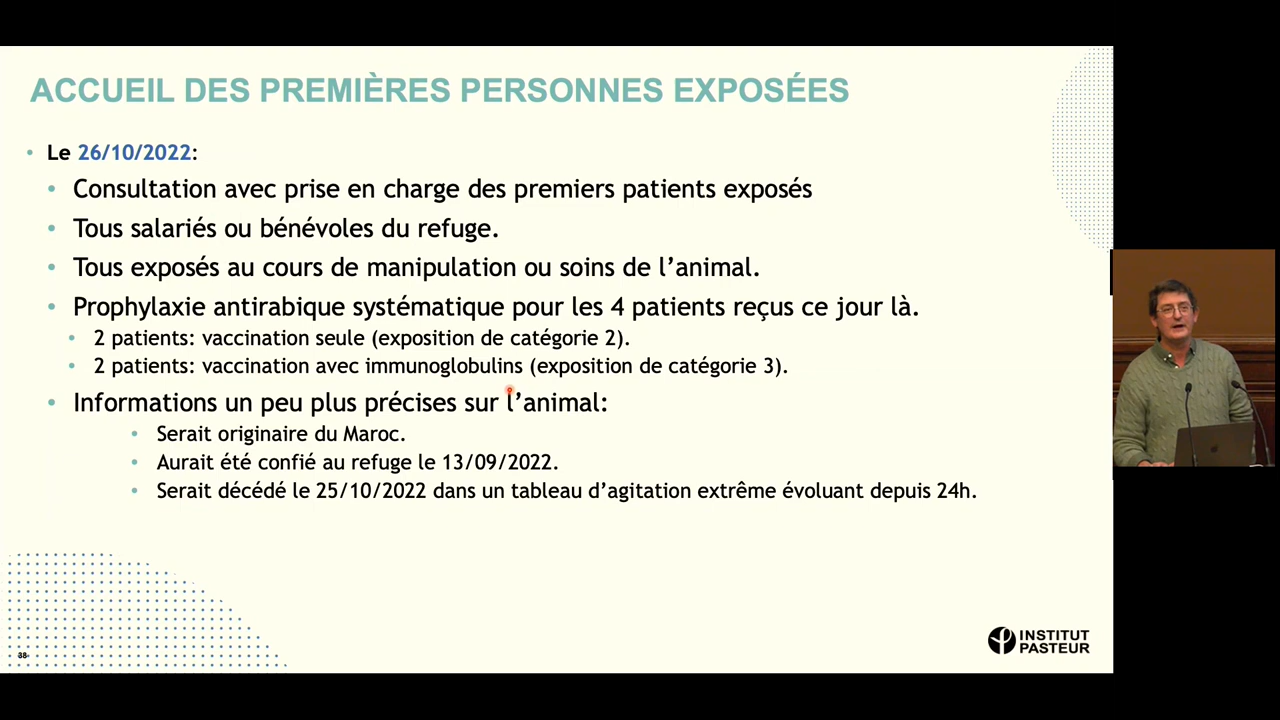 ACCUEIL DES PREMIÈRES PERSONNES EXPOSÉES
• Le 26/10/2022:
• Consultation avec prise en charge des premiers patients exposés
• Tous salariés ou bénévoles du refuge.
• Tous exposés au cours de manipulation ou soins de l’animal.
• Prophylaxie antirabique systématique pour les 4 patients reçus ce jour là.
• 2 patients: vaccination seule (exposition de catégorie 2).
• 2 patients: vaccination avec immunoglobulins (exposition de catégorie 3).
• Informations un peu plus précises sur l’animal:
• Serait originaire du Maroc.
• Aurait été confié au refuge le 13/09/2022.
• Serait décédé le 25/10/2022 dans un tableau d’agitation extrême évoluant depuis 24h.
38
INSTITUT
PASTEUR